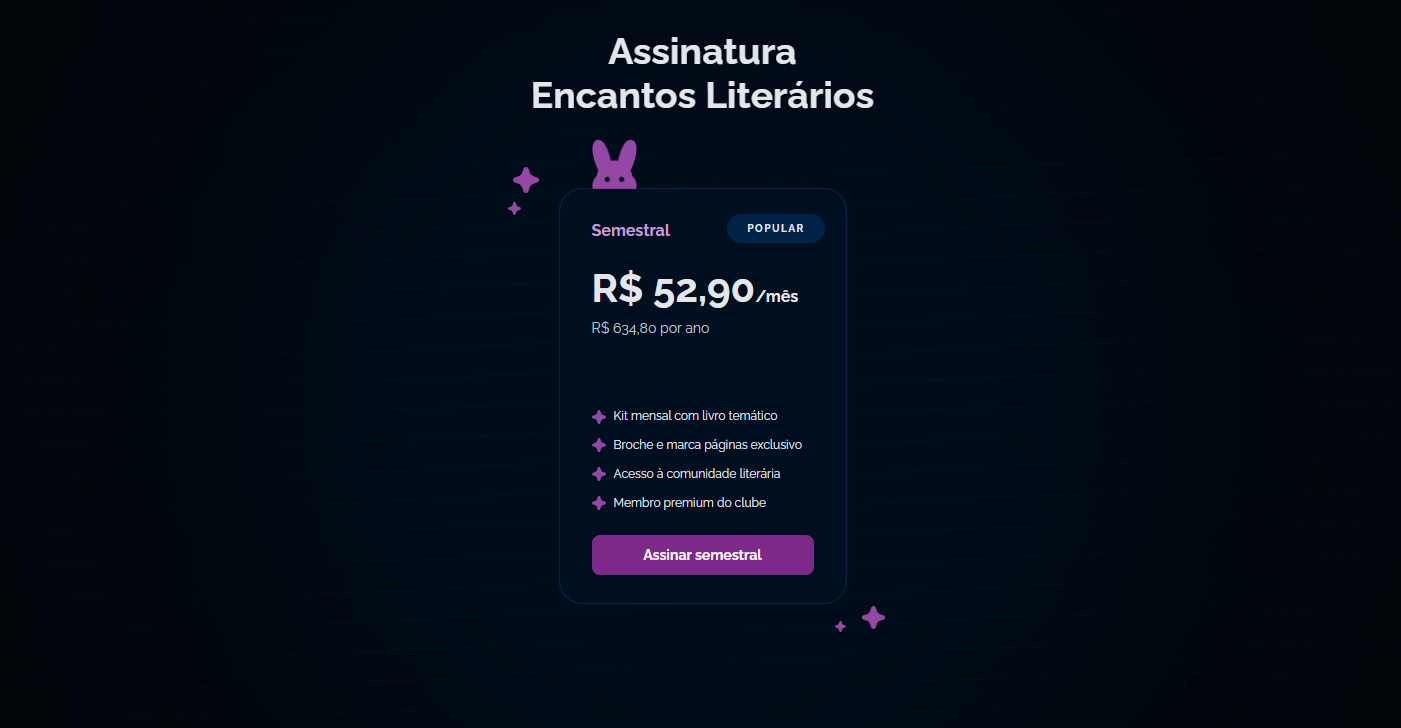 Assinatura
Encantos Literários
Semestral
POPULAR
R$ 52,90/mês
R$ 634,80 por ano
Kit mensal com livro temático
Broche e marca páginas exclusivo
Acesso à comunidade literária
Membro premium do clube
Assinar semestral